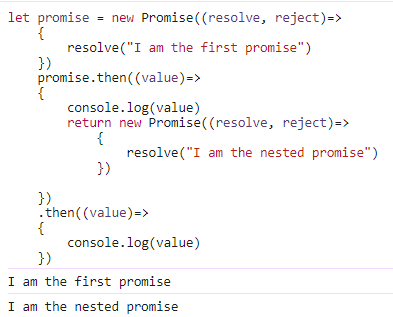 let promise = new Promise((resolve, reject)=>
{
resolve("I am the first promise")
})
promise.then((value)=>
{
console.log(value)
return new Promise((resolve, reject)=>
{
resolve("I am the nested promise")
})
})
.then((value)=>
{
console.log(value)
})
I am the first promise
I am the nested promise